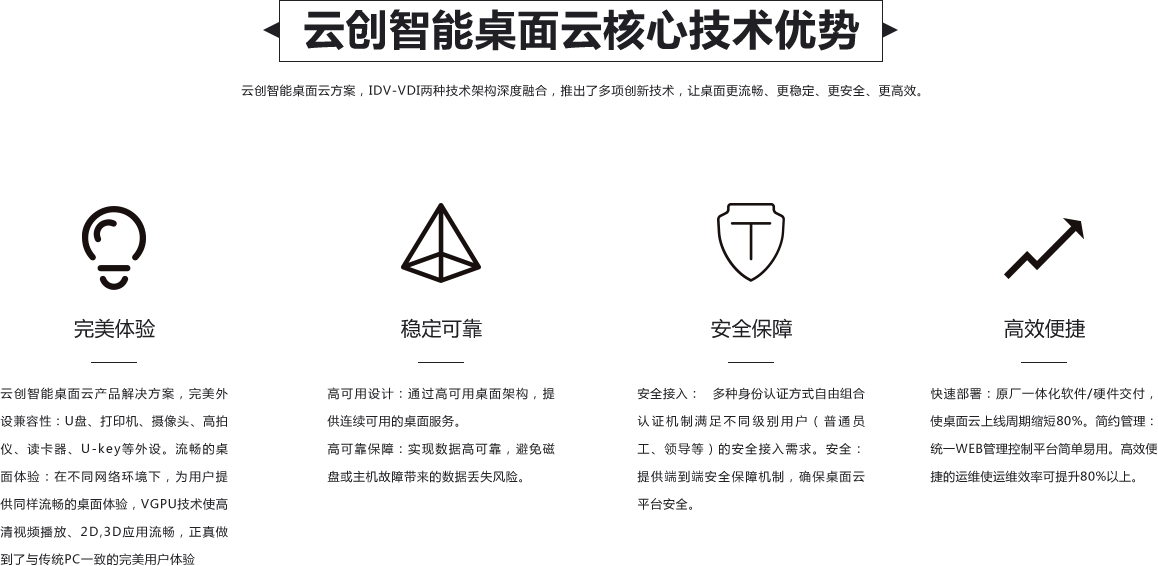 云创智能桌面云核心技术优势
云创智能桌面云方案，IDV-VDI两种技术架构深度融合，推出了多项创新技术，让桌面更流畅、更稳定、更安全、更高效。
T
完美体验
云创智能桌面云产品解决方案，完美外
设兼容性：U盘、打印机、摄像头、高拍
仪、读卡器、U-key等外设。流畅的桌
面体验：在不同网络环境下，为用户提
供同样流畅的桌面体验，VGPU技术使高
清视频播放、2D,3D应用流畅，正真做
到了与传统PC一致的完美用户体验
稳定可靠
高可用设计：通过高可用桌面架构，提
供连续可用的桌面服务。
高可靠保障：实现数据高可靠，避免磁
盘或主机故障带来的数据丢失风险。
安全保障
安全接入： 多种身份认证方式自由组合
认证机制满足不同级别用户（普通员
工、领导等）的安全接入需求。安全：
提供端到端安全保障机制，确保桌面云
平台安全。
高效便捷
快速部署：原厂一体化软件/硬件交付，
使桌面云上线周期缩短80%。简约管理：
统一WEB管理控制平台简单易用。高效便
捷的运维使运维效率可提升80%以上。